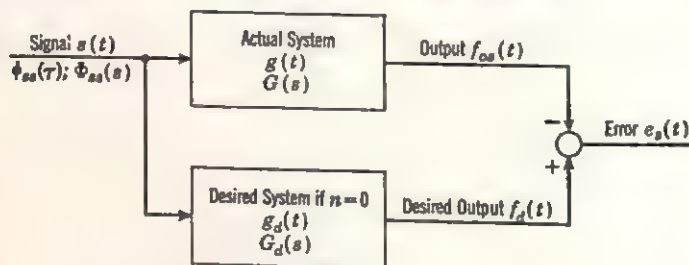 Signal s(t)
ϕss(τ); Φss(s)
Actual System
g(t)
G(s)
Output fos(t)
−
Error es(t)
+
Desired System if n=0
gd(t)
Gd(s)
Desired Output fd(t)